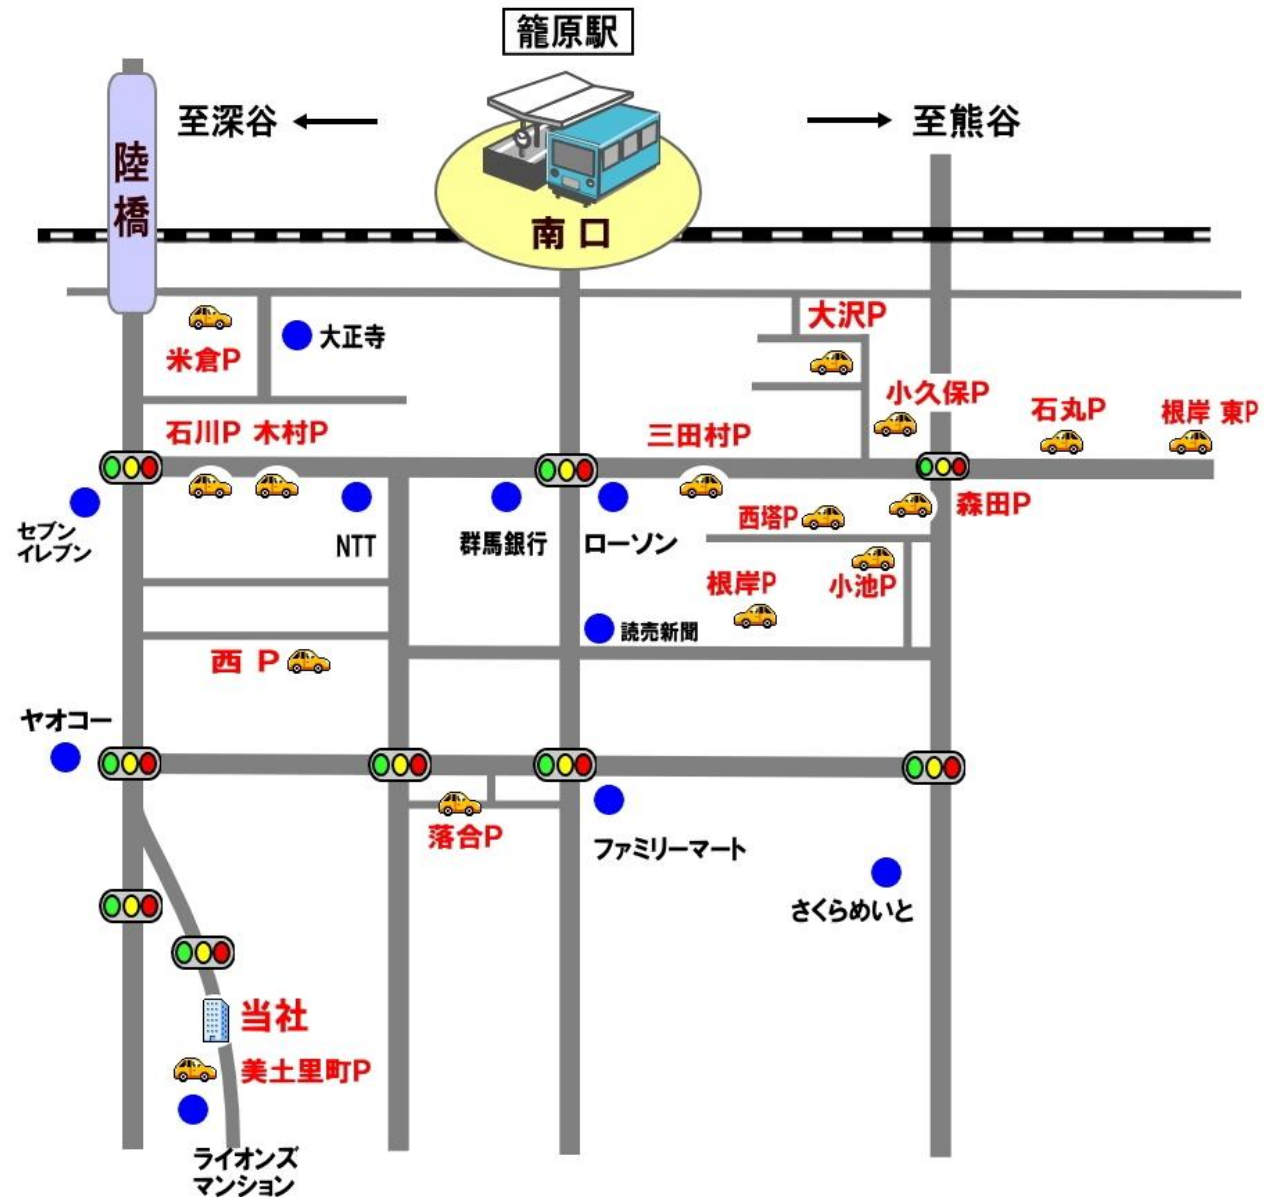 籠原駅
至深谷
至熊谷
陸橋
南口
大沢P
大正寺
米倉P
小久保P
石丸P
根岸 東P
石川P
木村P
三田村P
森田P
西塔P
セブン
イレブン
NTT
群馬銀行
ローソン
根岸P
小池P
読売新聞
西 P
ヤオコー
落合P
ファミリーマート
さくらめいと
当社
美土里町P
ライオンズ
マンション